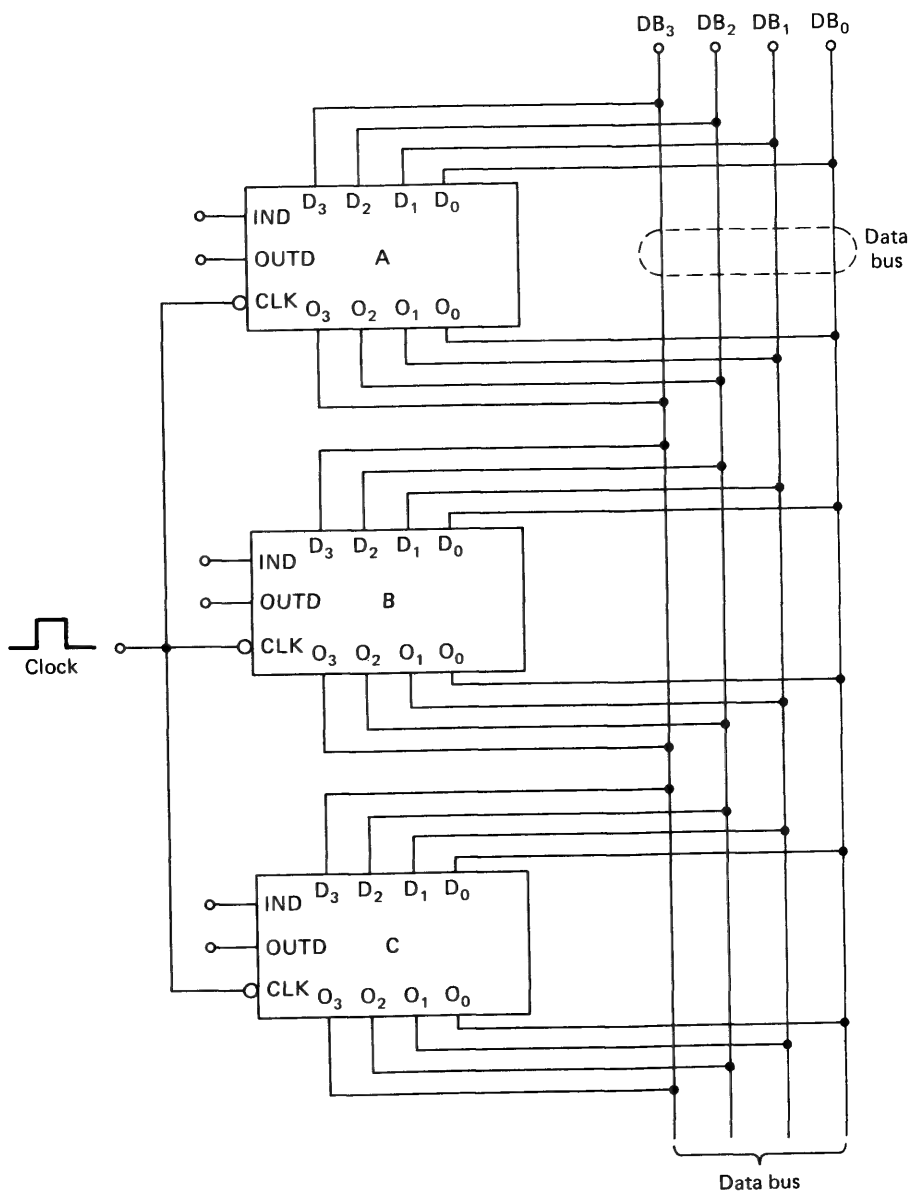 DB₃ DB₂ DB₁ DB₀
D₃ D₂ D₁ D₀
IND
OUTD A
CLK
O₃ O₂ O₁ O₀
Data
bus
D₃ D₂ D₁ D₀
IND
OUTD B
CLK
O₃ O₂ O₁ O₀
Clock
D₃ D₂ D₁ D₀
IND
OUTD C
CLK
O₃ O₂ O₁ O₀
Data bus